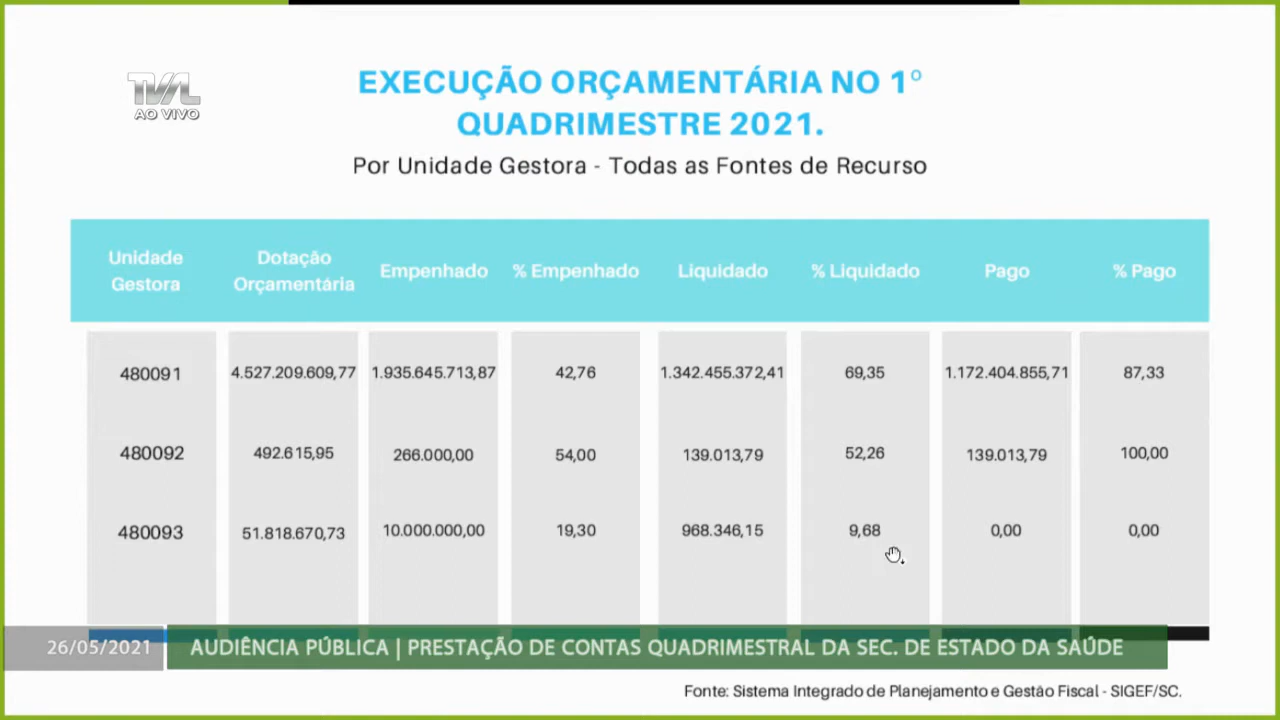 TVAL
AO VIVO
EXECUÇÃO ORÇAMENTÁRIA NO 1º
QUADRIMESTRE 2021.
Por Unidade Gestora - Todas as Fontes de Recurso
Unidade Gestora Dotação Orçamentária Empenhado % Empenhado Liquidado % Liquidado Pago % Pago
480091 4.527.209.609,77 1.935.645.713,87 42,76 1.342.455.372,41 69,35 1.172.404.855,71 87,33
480092 492.615,95 266.000,00 54,00 139.013,79 52,26 139.013,79 100,00
480093 51.818.670,73 10.000.000,00 19,30 968.346,15 9,68 0,00 0,00
26/05/2021 AUDIÊNCIA PÚBLICA | PRESTAÇÃO DE CONTAS QUADRIMESTRAL DA SEC. DE ESTADO DA SAÚDE
Fonte: Sistema Integrado de Planejamento e Gestão Fiscal - SIGEF/SC.